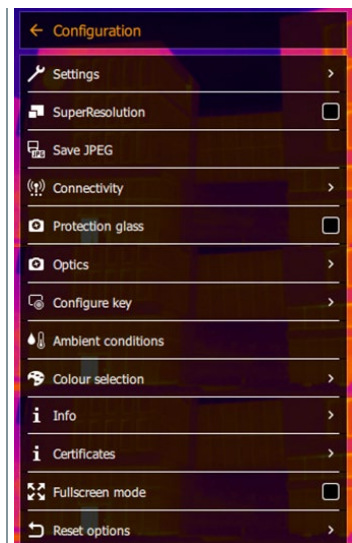 Configuration
Settings
SuperResolution
Save JPEG
Connectivity
Protection glass
Optics
Configure key
Ambient conditions
Colour selection
Info
Certificates
Fullscreen mode
Reset options